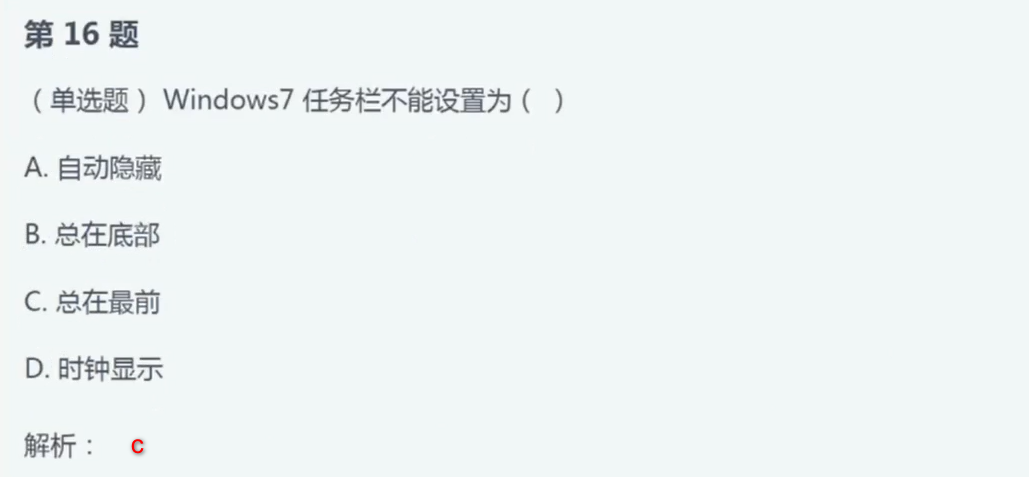 第 16 题
（单选题） Windows7 任务栏不能设置为（ ）
A. 自动隐藏
B. 总在底部
C. 总在最前
D. 时钟显示
解析： C